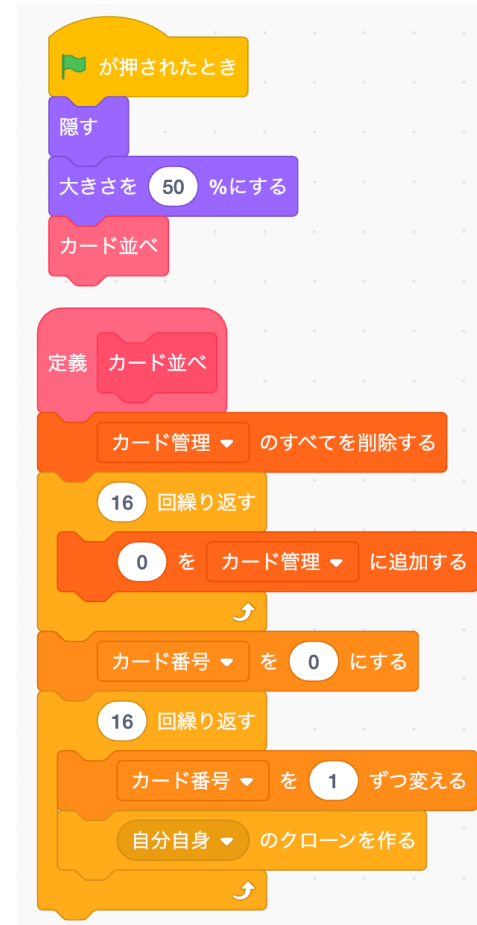 が押されたとき
隠す
大きさを 50 %にする
カード並べ
定義 カード並べ
カード管理 のすべてを削除する
16 回繰り返す
0 を カード管理 に追加する
カード番号 を 0 にする
16 回繰り返す
カード番号 を 1 ずつ変える
自分自身 のクローンを作る